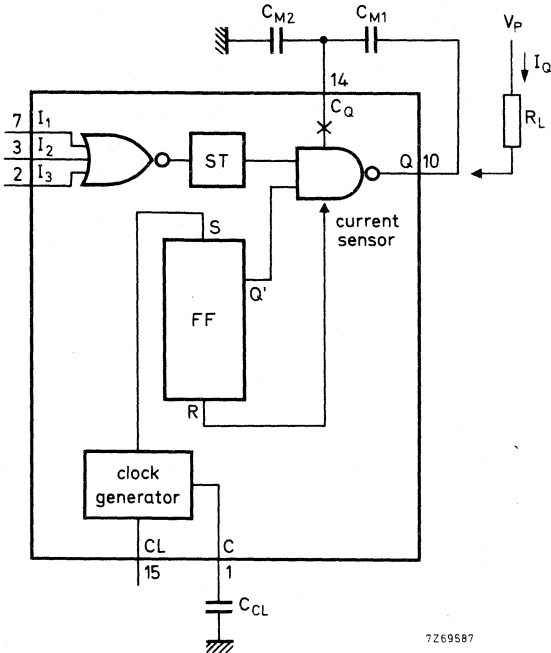 C_M2
C_M1
V_P
I_Q
R_L
14
C_Q
7 I_1
3 I_2
2 I_3
ST
Q 10
current
sensor
S
Q'
FF
R
clock
generator
CL
15
C
1
C_CL
7Z69587